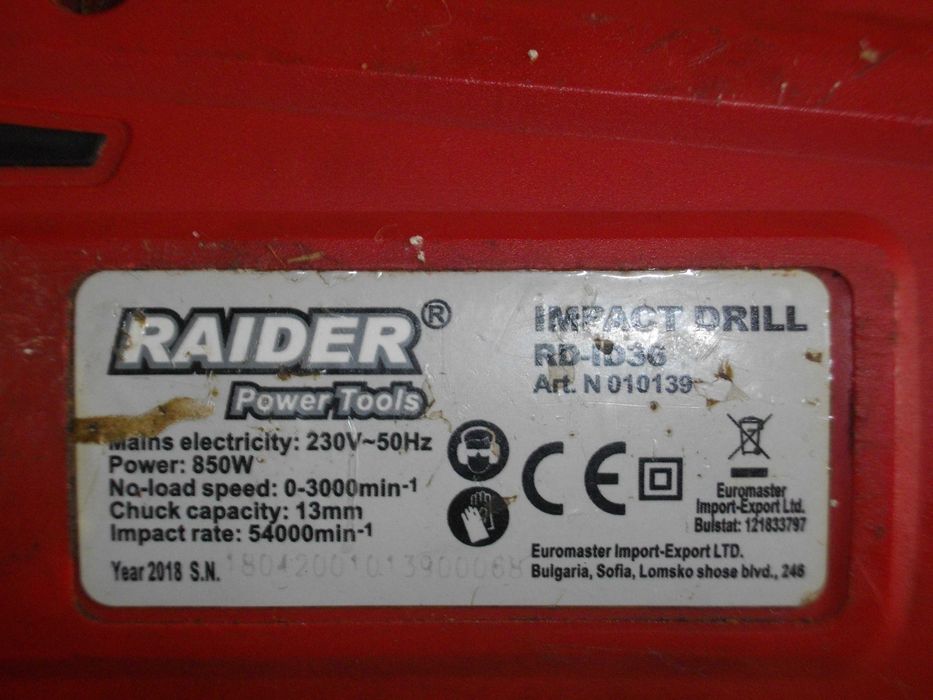 RAIDER®
Power Tools
IMPACT DRILL
RD-ID36
Art. N 010139
Mains electricity: 230V~50Hz
Power: 850W
No-load speed: 0-3000min-1
Chuck capacity: 13mm
Impact rate: 54000min-1
Year 2018 S.N.
CE
Euromaster
Import-Export Ltd.
Bulstat: 121833797
Euromaster Import-Export LTD.
Bulgaria, Sofia, Lomsko shose blvd., 246